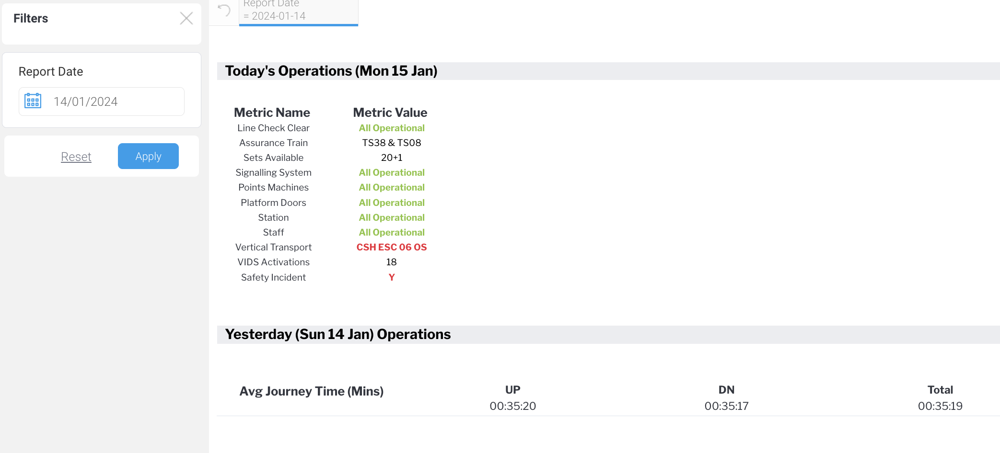 Filters
Report Date
14/01/2024
Reset
Apply
Report Date
= 2024-01-14
Today's Operations (Mon 15 Jan)
Metric Name Metric Value
Line Check Clear All Operational
Assurance Train TS38 & TS08
Sets Available 20+1
Signalling System All Operational
Points Machines All Operational
Platform Doors All Operational
Station All Operational
Staff All Operational
Vertical Transport CSH ESC 06 OS
VIDS Activations 18
Safety Incident Y
Yesterday (Sun 14 Jan) Operations
Avg Journey Time (Mins) UP DN Total
00:35:20 00:35:17 00:35:19